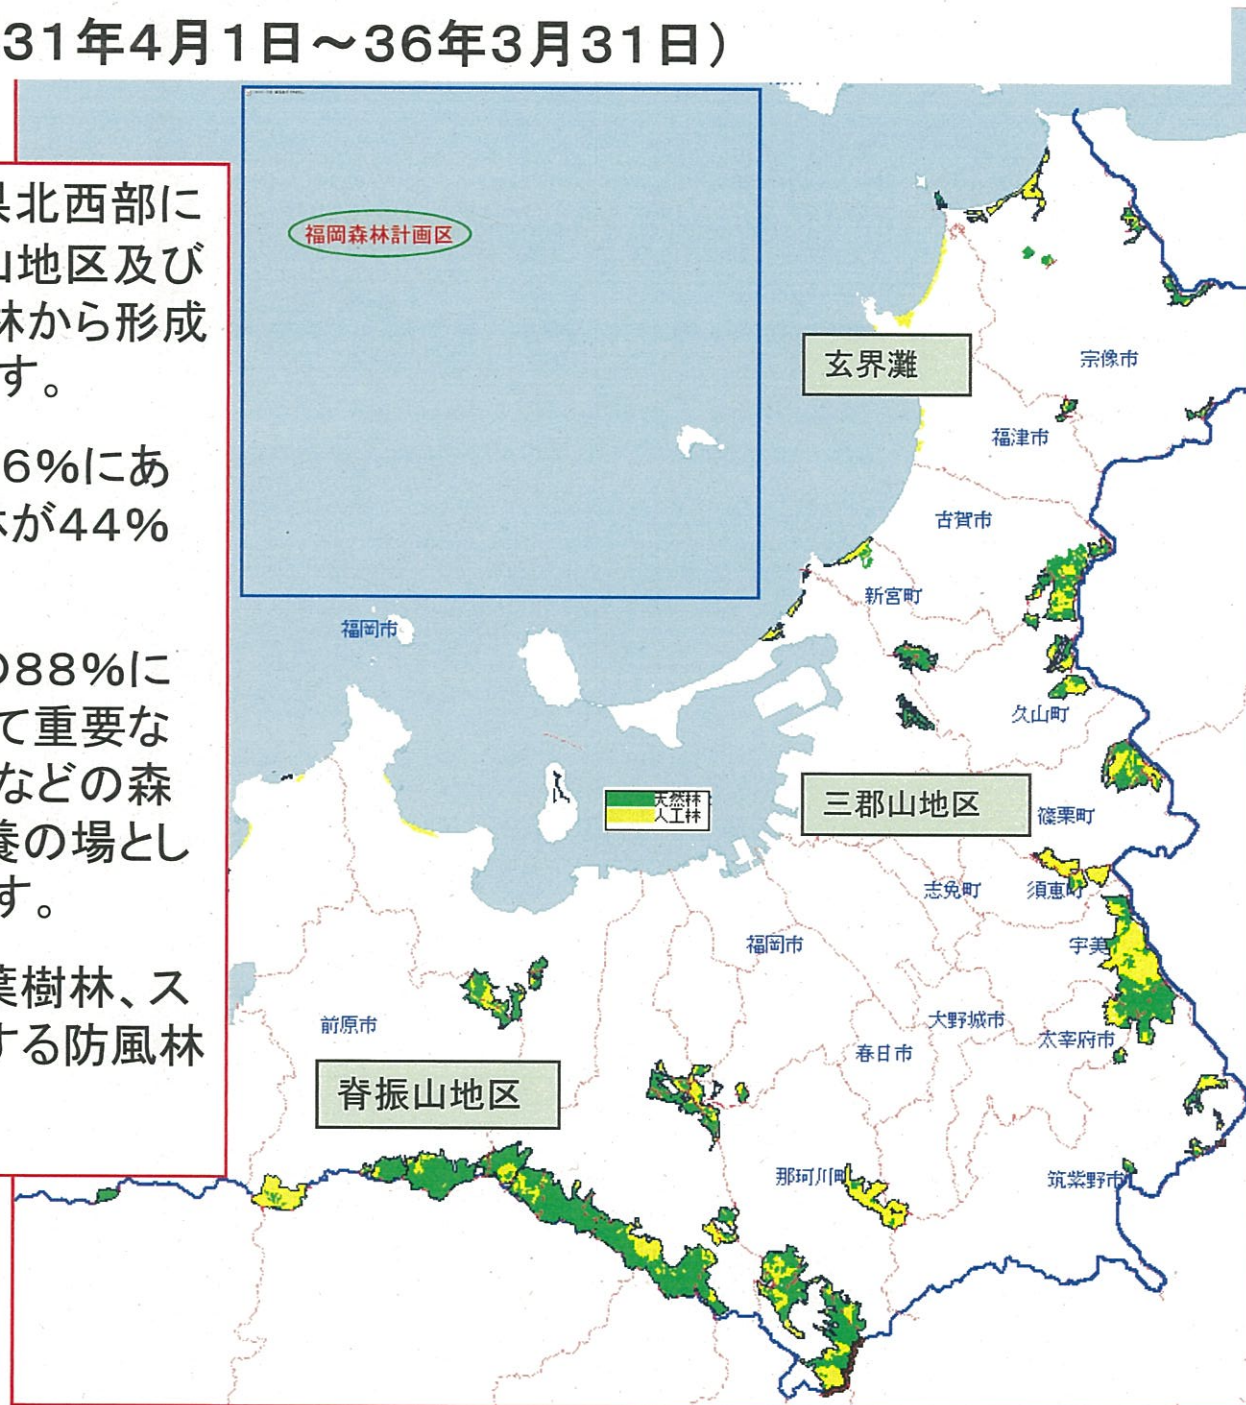 31年4月1日～36年3月31日）
県北西部に
山地区及び
林から形成
す。
6％にあ
が44％
88％に
て重要な
などの森
養の場とし
す。
葉樹林、ス
する防風林
福岡森林計画区
玄界灘
宗像市
福津市
古賀市
新宮町
福岡市
久山町
天然林
人工林
三郡山地区
篠栗町
志免町
須恵町
福岡市
宇美
前原市
大野城市
太宰府市
春日市
脊振山地区
那珂川町
筑紫野市